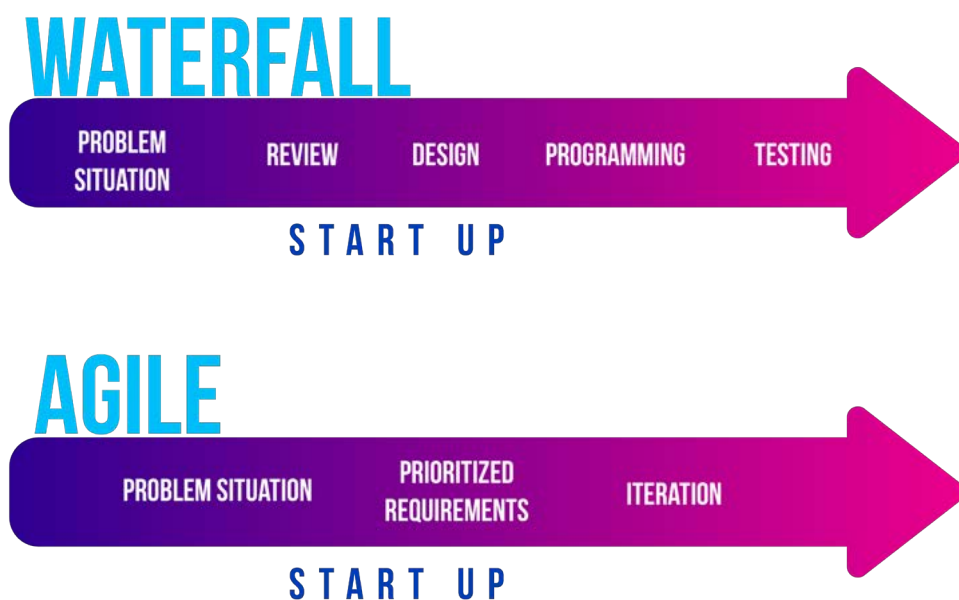 WATERFALL
PROBLEM
SITUATION
REVIEW
DESIGN
PROGRAMMING
TESTING
START UP
AGILE
PROBLEM SITUATION
PRIORITIZED
REQUIREMENTS
ITERATION
START UP